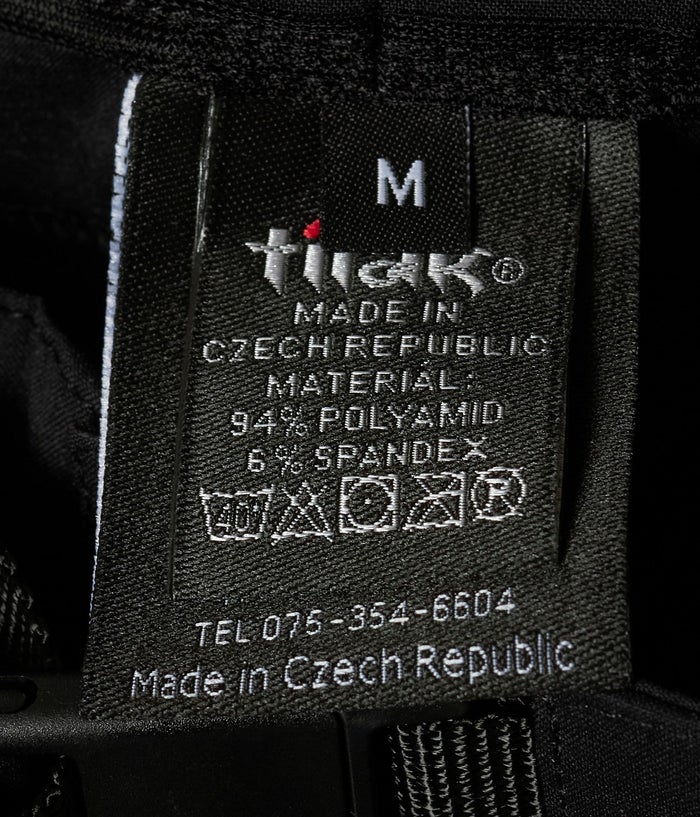 M
tilak®
MADE IN
CZECH REPUBLIC
MATERIAL:
94% POLYAMID
6% SPANDEX
40 R
TEL 075-354-6604
Made in Czech Republic